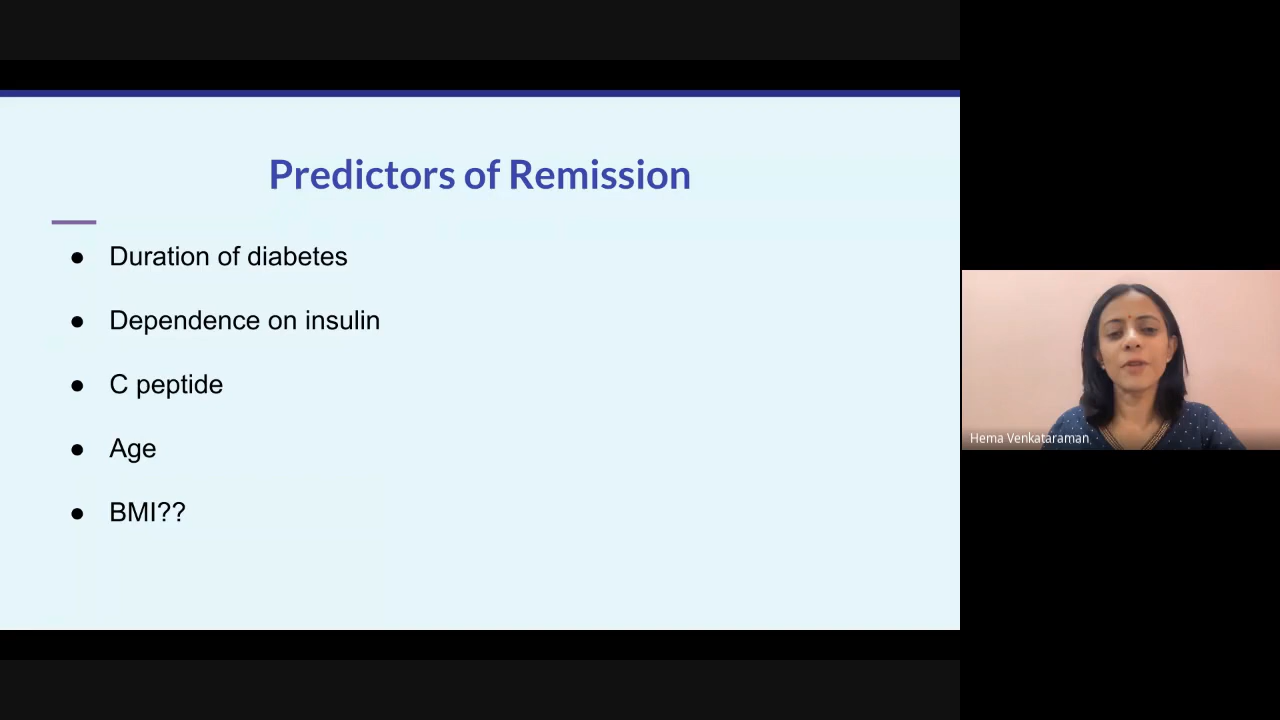 Predictors of Remission
● Duration of diabetes
● Dependence on insulin
● C peptide
● Age
● BMI??
Hema Venkataraman